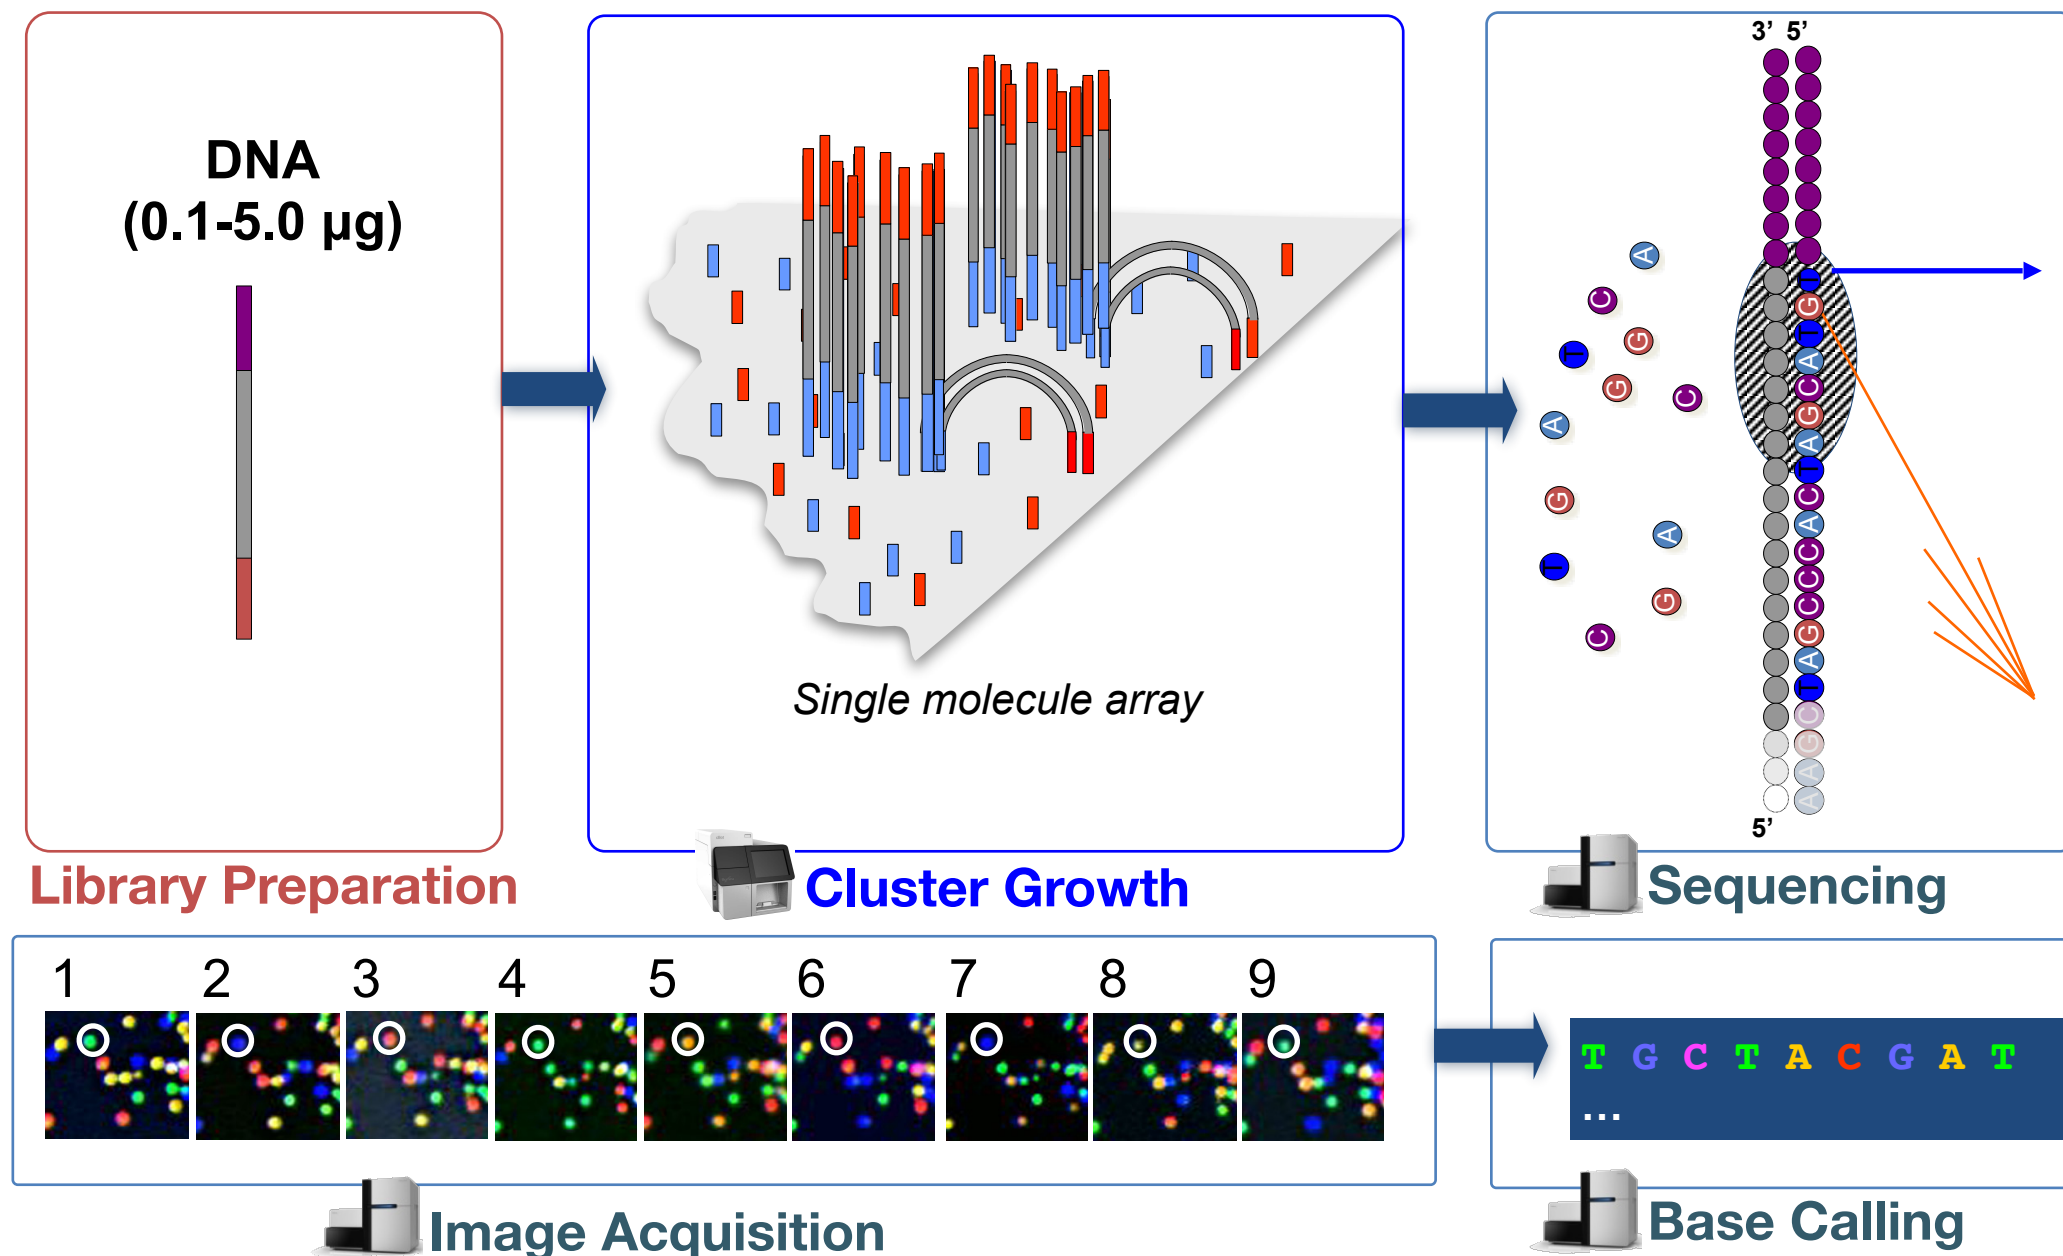 DNA
(0.1-5.0 µg)
Library Preparation
Single molecule array
Cluster Growth
3’ 5’
A
C
G
T
G
C
A
G
A
T
G
C
TGTACGATCACCCGATCGAA
5’
Sequencing
1 2 3 4 5 6 7 8 9
Image Acquisition
T G C T A C G A T
...
Base Calling